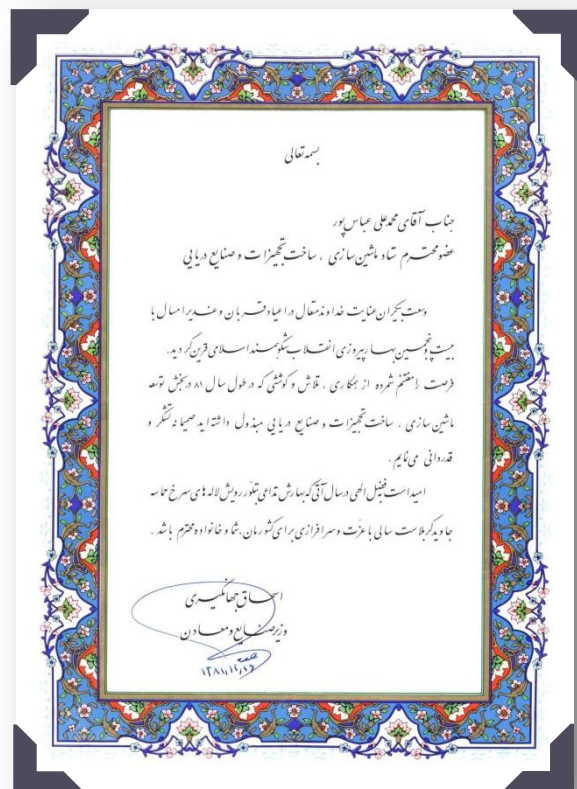 بسمه تعالی
جناب آقای محمدعلی عباس پور
عضو محترم ستاد ماشین سازی ، ساخت تجهیزات و صنایع دریایی
وسعت بیکران عنایت خداوند متعال در اعیاد قربان و غدیر امسال با
بیست و پنجمین بهار پیروزی انقلاب شکوهمند اسلامی قرین گردید.
فرصت را مغتنم شمرده از همکاری ، تلاش و کوششی که در طول سال ۸۱ در بخش توسعه
ماشین سازی ، ساخت تجهیزات و صنایع دریایی مبذول داشته اید صمیمانه تشکر و
قدردانی می نمایم .
امید است بفضل الهی در سال آتی که بهارش تداعی تبلور رویش لاله های سرخ حماسه
جاوید کربلاست سالی با عزت و سرافرازی برای کشورمان، شما و خانواده محترم باشد .
اسحاق جهانگیری
وزیر صنایع و معادن
۱۳۸۱,۱۲,۲۶